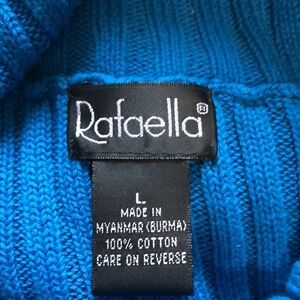 Rafaella®
L
MADE IN
MYANMAR (BURMA)
100% COTTON
CARE ON REVERSE